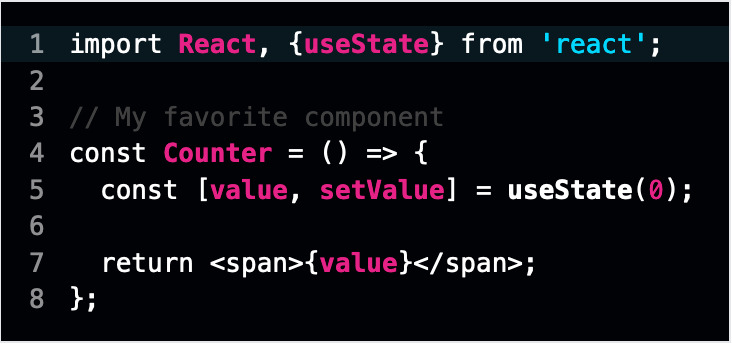 1 import React, {useState} from 'react';
2
3 // My favorite component
4 const Counter = () => {
5   const [value, setValue] = useState(0);
6
7   return <span>{value}</span>;
8 };